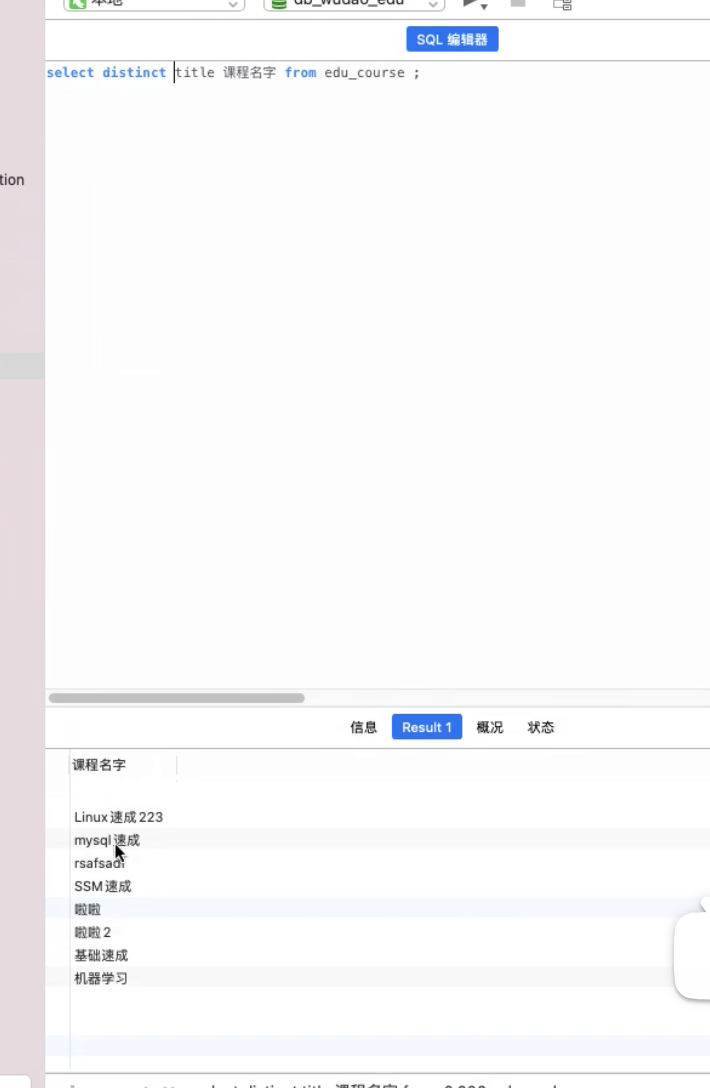 本地 db_wudao_edu
SQL 编辑器
select distinct title 课程名字 from edu_course ;
tion
信息 Result 1 概况 状态
课程名字
Linux速成223
mysql速成
rsafsadf
SSM速成
啦啦
啦啦2
基础速成
机器学习